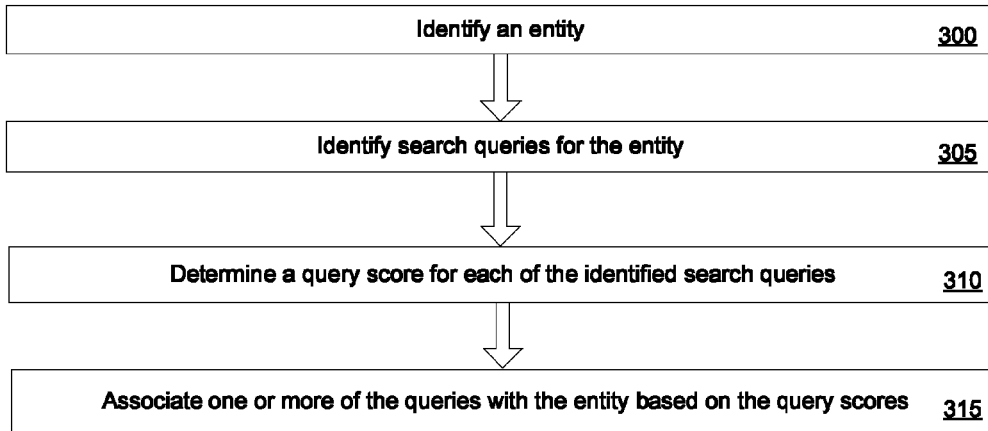 Identify an entity
300
Identify search queries for the entity
305
Determine a query score for each of the identified search queries
310
Associate one or more of the queries with the entity based on the query scores
315